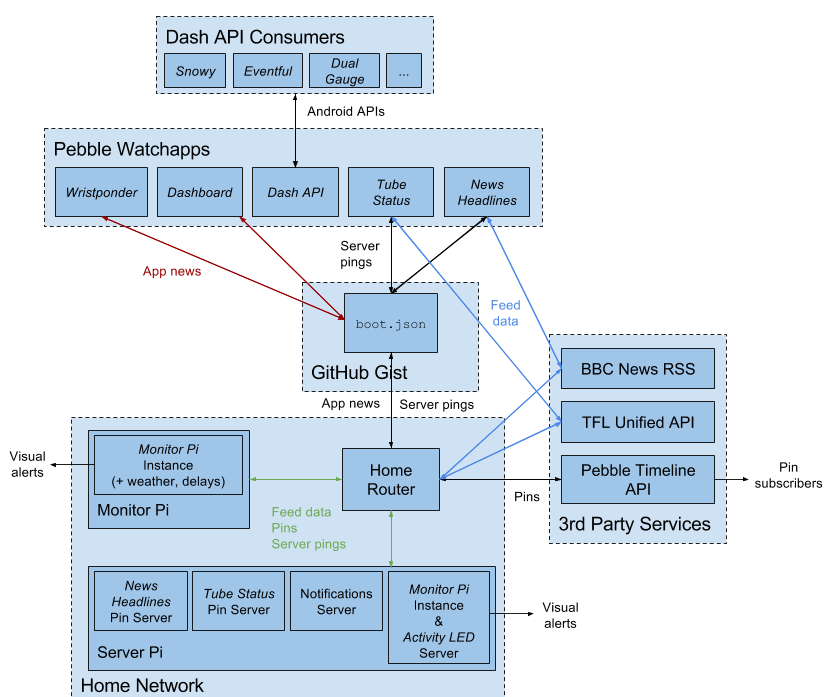 Dash API Consumers
Snowy
Eventful
Dual
Gauge
...
Android APIs
Pebble Watchapps
Wristponder
Dashboard
Dash API
Tube
Status
News
Headlines
Server
pings
App news
Feed
data
boot.json
GitHub Gist
App news
Server pings
BBC News RSS
TFL Unified API
Pebble Timeline
API
3rd Party Services
Pins
Pin
subscribers
Visual
alerts
Monitor Pi
Instance
(+ weather, delays)
Monitor Pi
Home
Router
Feed data
Pins
Server pings
News
Headlines
Pin Server
Tube Status
Pin Server
Notifications
Server
Monitor Pi
Instance
&
Activity LED
Server
Visual
alerts
Server Pi
Home Network